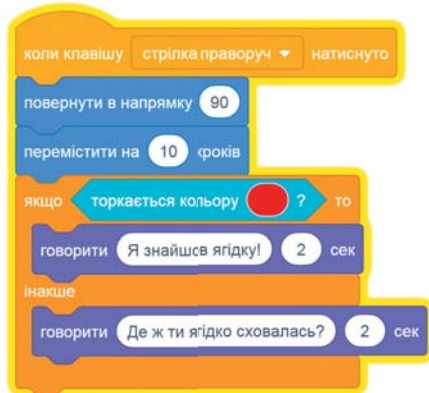 коли клавішу стрілка праворуч натиснуто
повернути в напрямку 90
перемістити на 10 кроків
якщо торкається кольору ? то
говорити Я знайшов ягідку! 2 сек
інакше
говорити Де ж ти ягідко сховалась? 2 сек